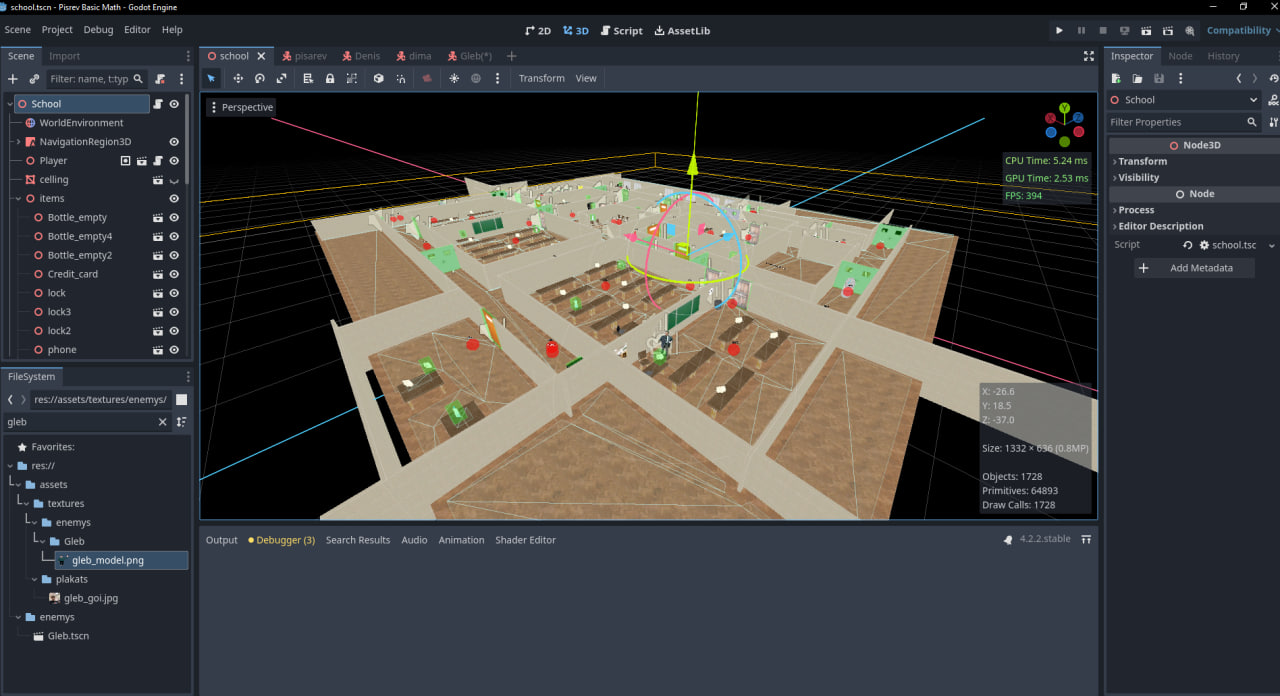 school.tscn - Pisrev Basic Math - Godot Engine
Scene Project Debug Editor Help
2D 3D Script AssetLib
Compatibility
Scene Import
Filter: name, t:typ
School
WorldEnvironment
NavigationRegion3D
Player
celling
items
Bottle_empty
Bottle_empty4
Bottle_empty2
Credit_card
lock
lock3
lock2
phone
FileSystem
res://assets/textures/enemys/
gleb
Favorites:
res://
assets
textures
enemys
Gleb
gleb_model.png
plakats
gleb_goi.jpg
enemys
Gleb.tscn
school pisarev Denis dima Gleb(*)
Transform View
Perspective
Y
CPU Time: 5.24 ms
GPU Time: 2.53 ms
FPS: 394
X: -26.6
Y: 18.5
Z: -37.0
Size: 1332 × 636 (0.8MP)
Objects: 1728
Primitives: 64893
Draw Calls: 1728
Output Debugger (3) Search Results Audio Animation Shader Editor
4.2.2.stable
Inspector Node History
School
Filter Properties
Node3D
Transform
Visibility
Node
Process
Editor Description
Script school.tsc
Add Metadata